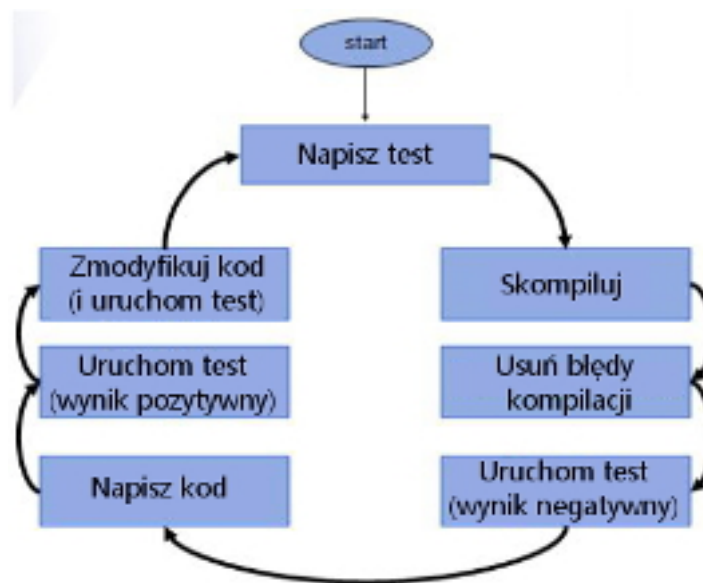 start
Napisz test
Skompiluj
Usuń błędy
kompilacji
Uruchom test
(wynik negatywny)
Napisz kod
Uruchom test
(wynik pozytywny)
Zmodyfikuj kod
(i uruchom test)